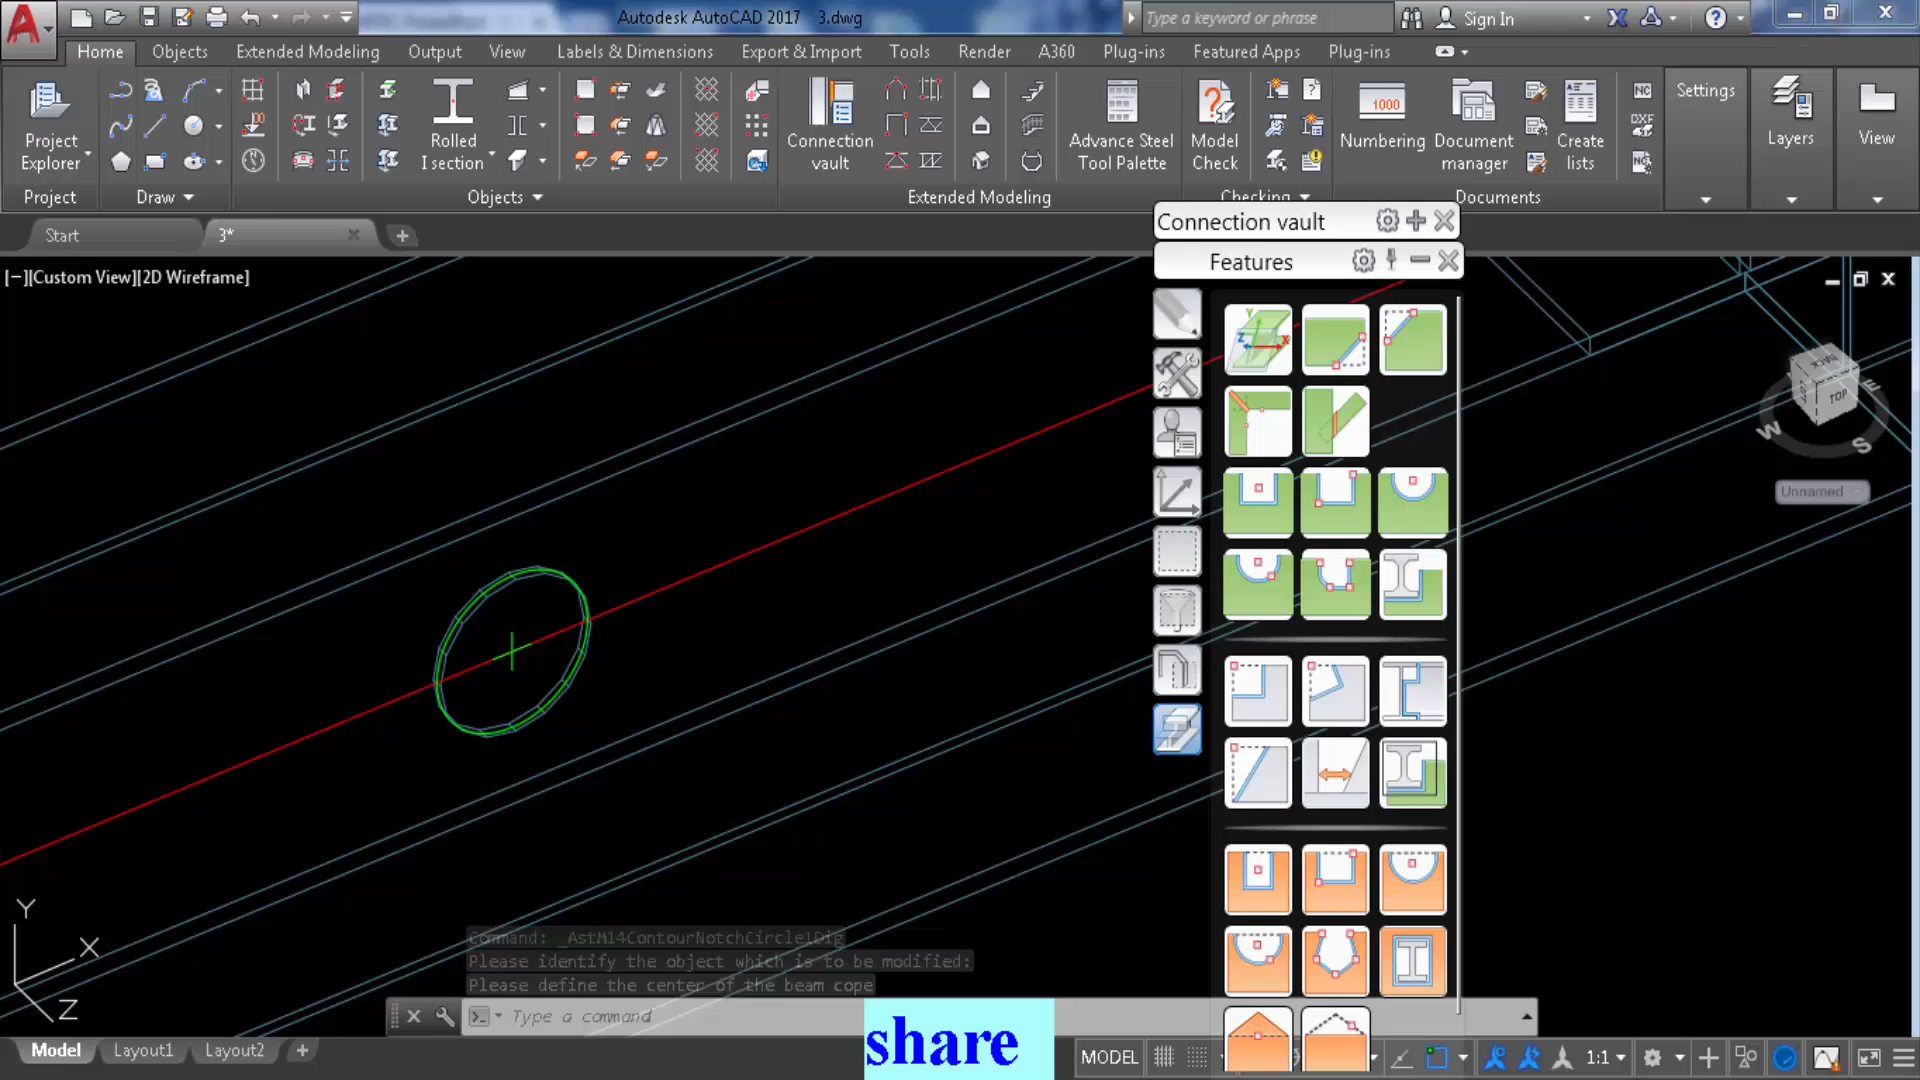 Autodesk AutoCAD 2017 3.dwg
Type a keyword or phrase
Sign In
Home Objects Extended Modeling Output View Labels & Dimensions Export & Import Tools Render A360 Plug-ins Featured Apps Plug-ins
Project Explorer
Rolled I section
Connection vault
Advance Steel Tool Palette
Model Check
1000
Numbering
Document manager
Create lists
NC
DXF
Settings
Layers
View
Project Draw Objects Extended Modeling Checking Documents
Start
3*
Connection vault
Features
[−][Custom View][2D Wireframe]
BACK
TOP
W
S
E
Unnamed
Y
X
Z
Y
Z
X
Command: _AstM14ContourNotchCircle1Dig
Please identify the object which is to be modified:
Please define the center of the beam cope
Type a command
share
Model Layout1 Layout2
MODEL
1:1